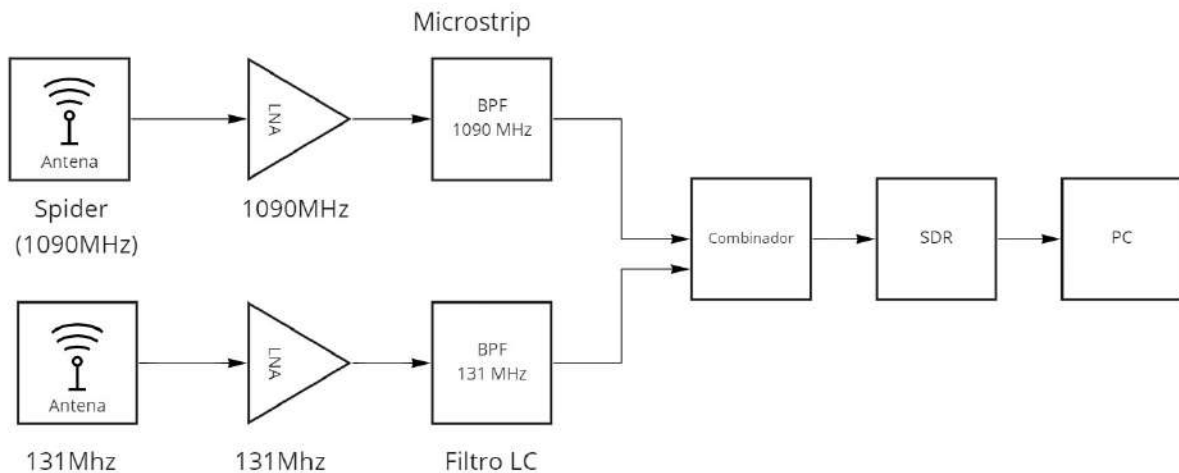 Microstrip
Antena
LNA
BPF
1090 MHz
Spider
(1090MHz)
1090MHz
Combinador
SDR
PC
Antena
LNA
BPF
131 MHz
131Mhz
131Mhz
Filtro LC